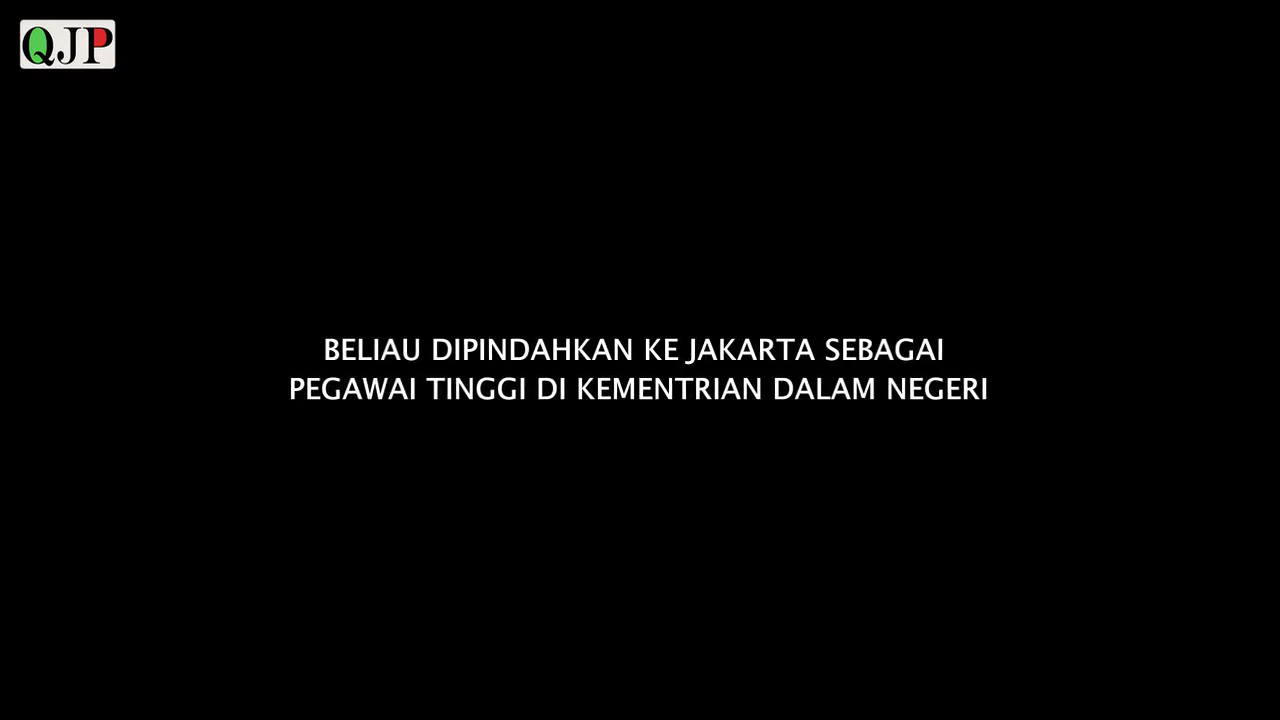 QJP
BELIAU DIPINDAHKAN KE JAKARTA SEBAGAI
PEGAWAI TINGGI DI KEMENTRIAN DALAM NEGERI